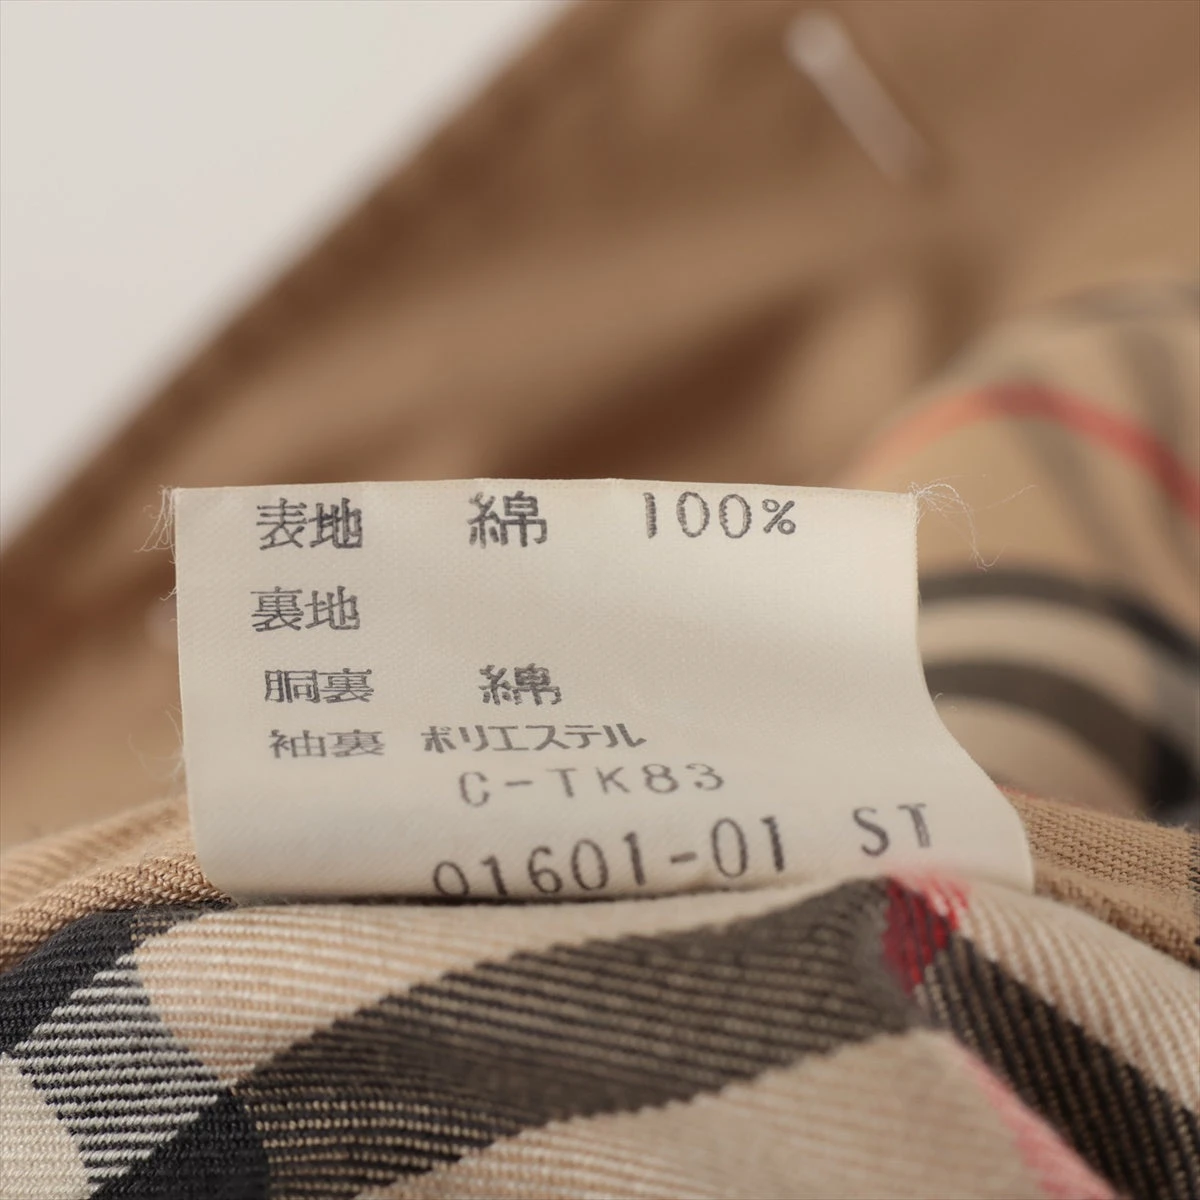 表地 綿 100%
裏地
胴裏 綿
袖裏 ポリエステル
C-TK83
01601-01 ST